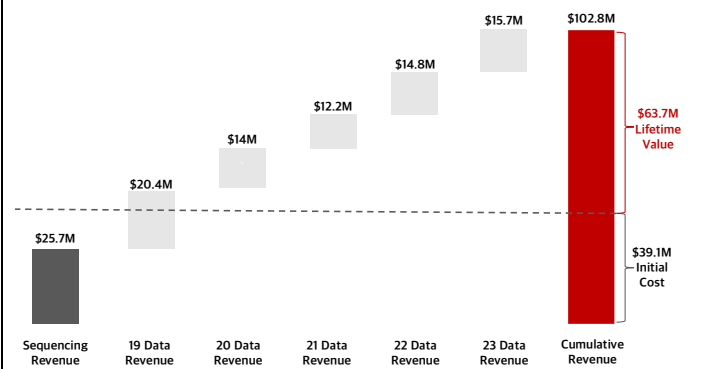 $15.7M
$102.8M
$14.8M
$12.2M
$63.7M
Lifetime
Value
$14M
$20.4M
$25.7M
$39.1M
Initial
Cost
Sequencing
Revenue
19 Data
Revenue
20 Data
Revenue
21 Data
Revenue
22 Data
Revenue
23 Data
Revenue
Cumulative
Revenue